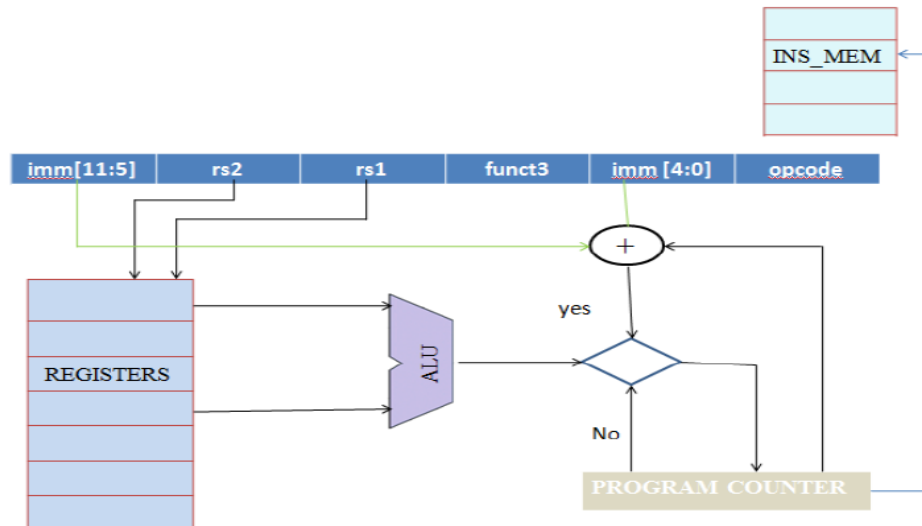 INS_MEM
imm[11:5] rs2 rs1 funct3 imm [4:0] opcode
+
yes
ALU
REGISTERS
No
PROGRAM COUNTER